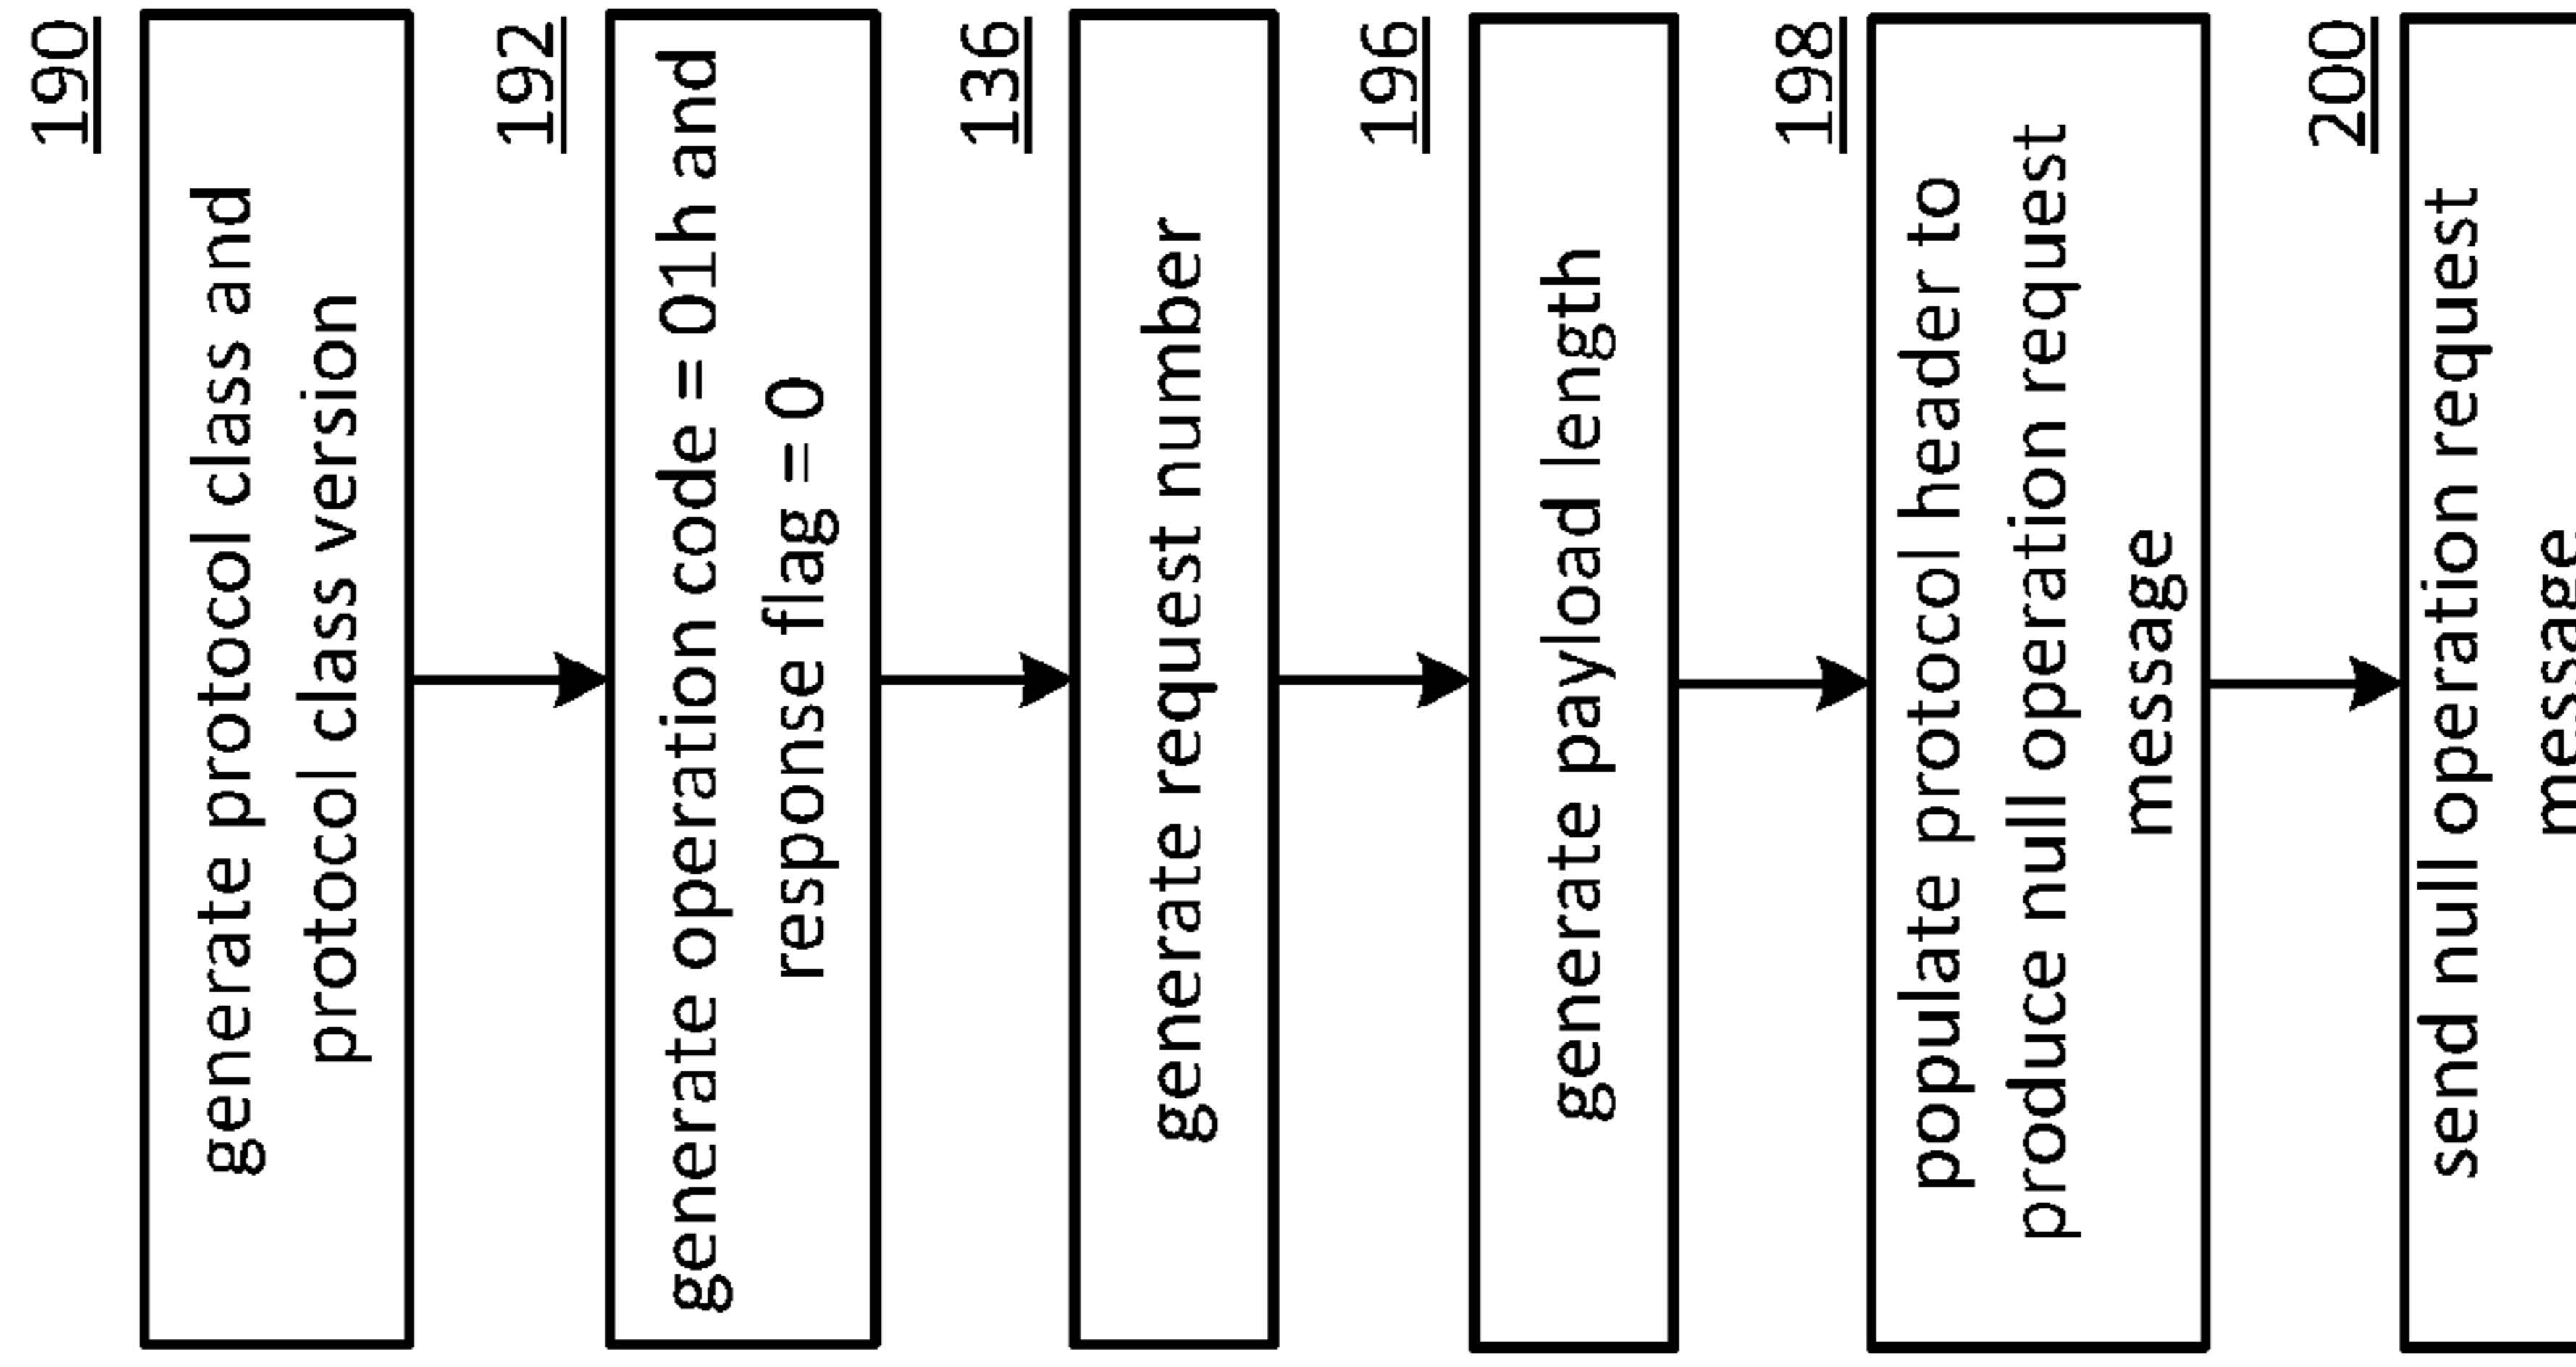 190
generate protocol class and
protocol class version
192
generate operation code = 01h and
response flag = 0
136
generate request number
196
generate payload length
198
populate protocol header to
produce null operation request
message
200
send null operation request
message